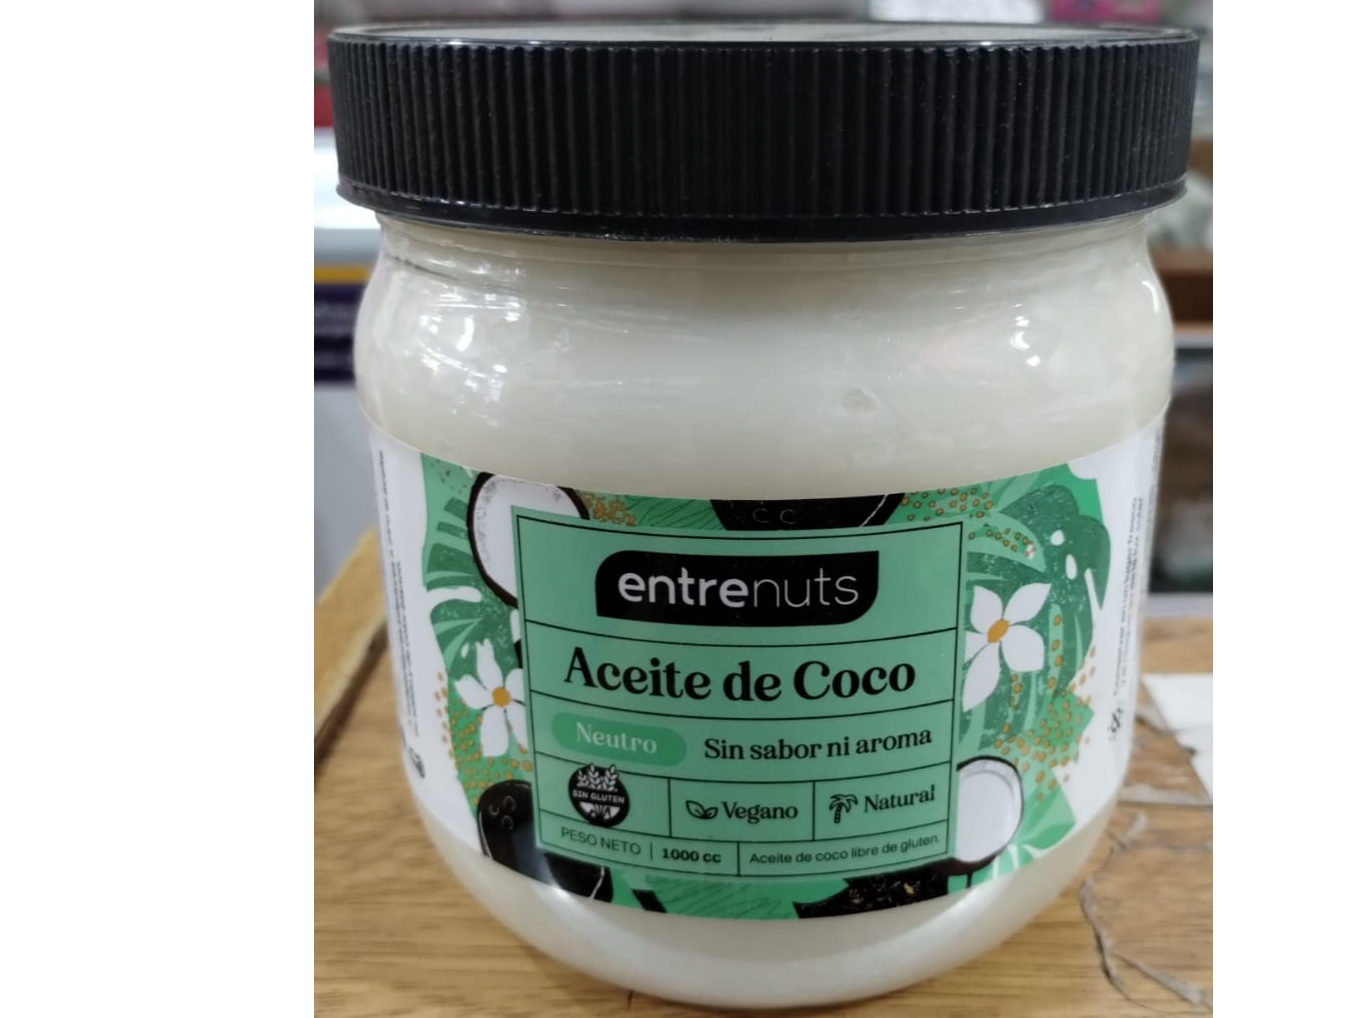 entrenuts
Aceite de Coco
Neutro
Sin sabor ni aroma
SIN GLUTEN
Vegano
Natural
PESO NETO | 1000 cc
Aceite de coco libre de gluten.